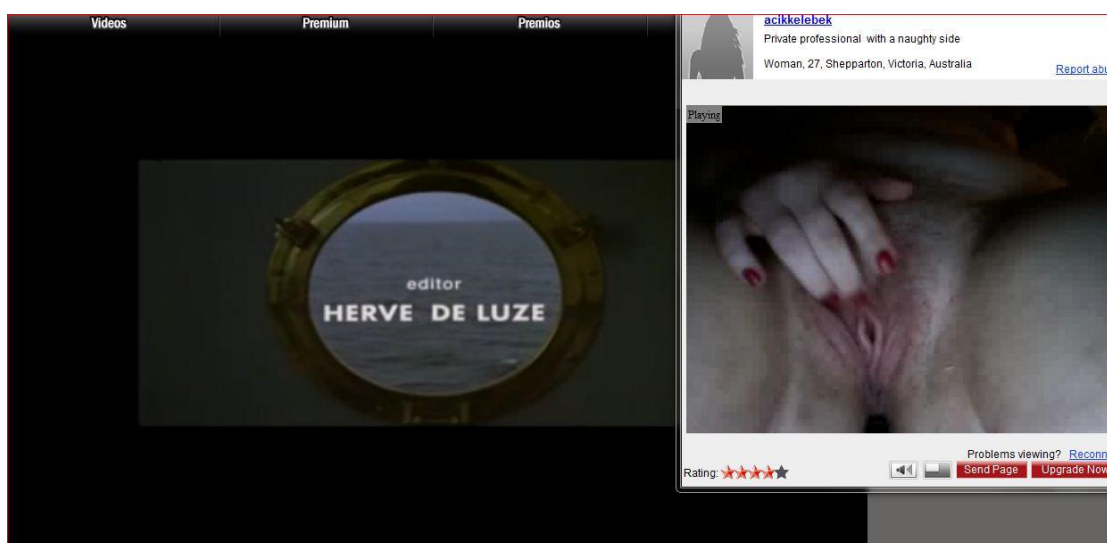 Videos Premium Premios
editor
HERVE DE LUZE
acikkelebek
Private professional with a naughty side
Woman, 27, Shepparton, Victoria, Australia
Report abu
Playing
Problems viewing? Reconn
Rating:
Send Page Upgrade Now